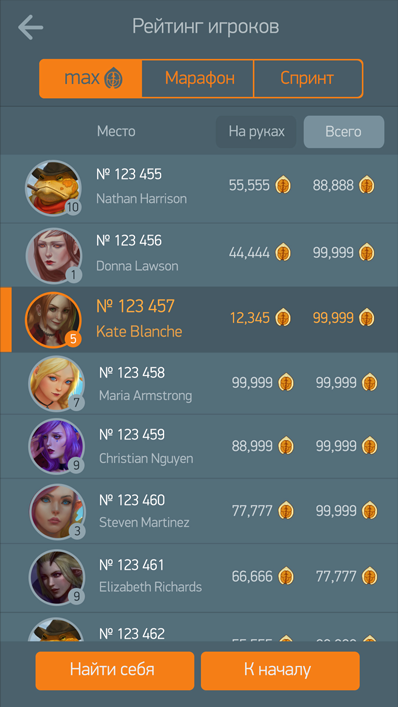 Рейтинг игроков
max Марафон Спринт
Место На руках Всего
№ 123 455
55,555 88,888
Nathan Harrison
10
№ 123 456
44,444 99,999
Donna Lawson
1
№ 123 457
12,345 99,999
Kate Blanche
5
№ 123 458
99,999 99,999
Maria Armstrong
7
№ 123 459
88,999 99,999
Christian Nguyen
9
№ 123 460
77,777 99,999
Steven Martinez
3
№ 123 461
66,666 77,777
Elizabeth Richards
9
№ 123 462
Найти себя К началу